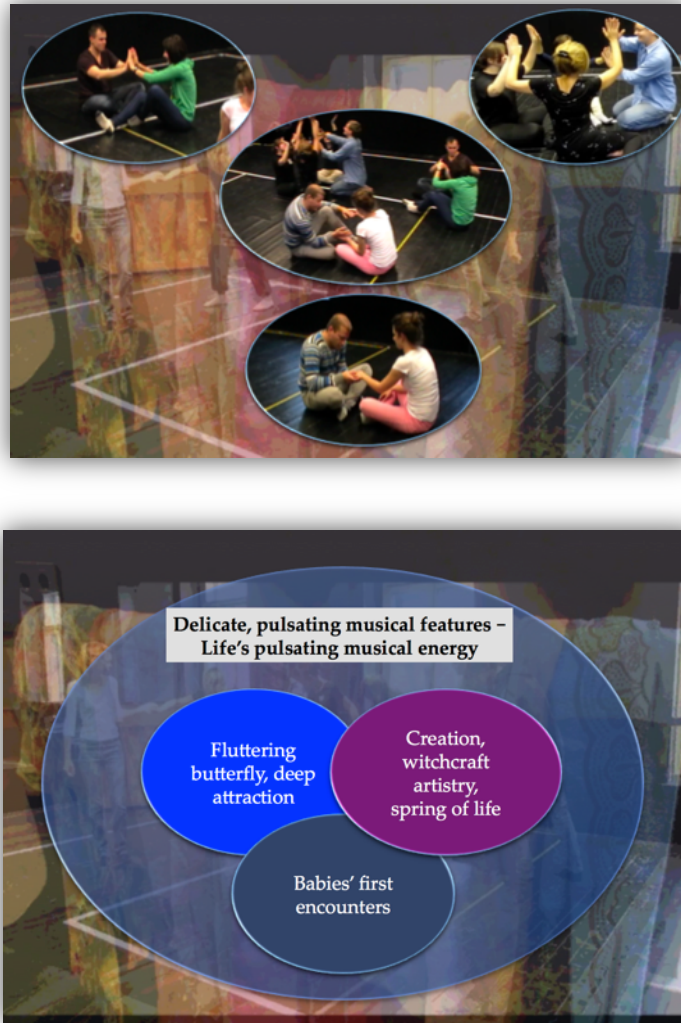 Delicate, pulsating musical features –
Life's pulsating musical energy
Fluttering
butterfly, deep
attraction
Creation,
witchcraft
artistry,
spring of life
Babies' first
encounters